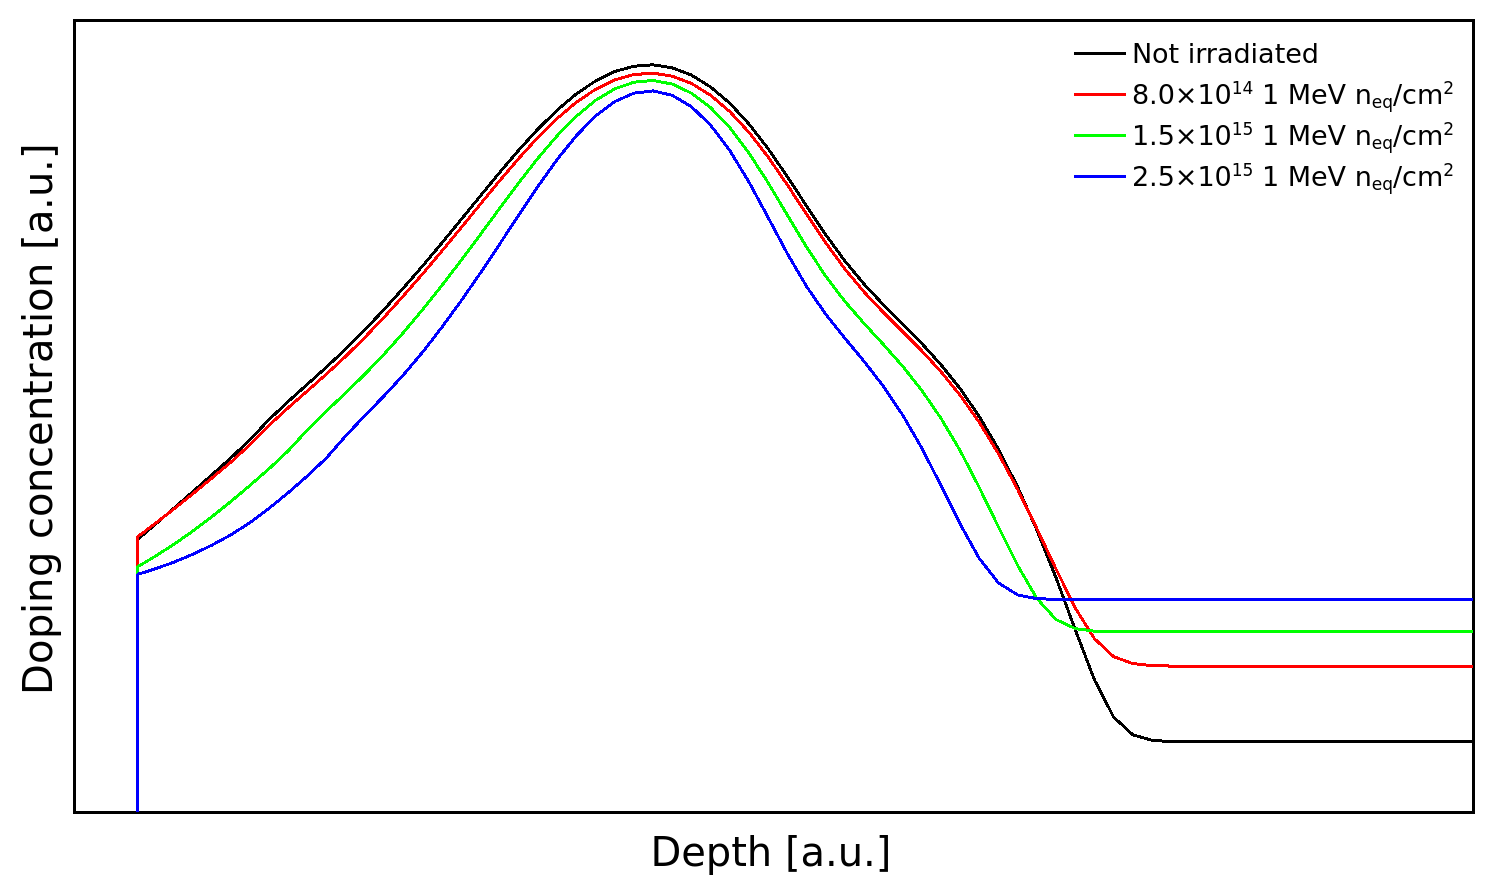 Not irradiated
8.0×10¹⁴ 1 MeV n_eq/cm²
1.5×10¹⁵ 1 MeV n_eq/cm²
2.5×10¹⁵ 1 MeV n_eq/cm²
Doping concentration [a.u.]
Depth [a.u.]